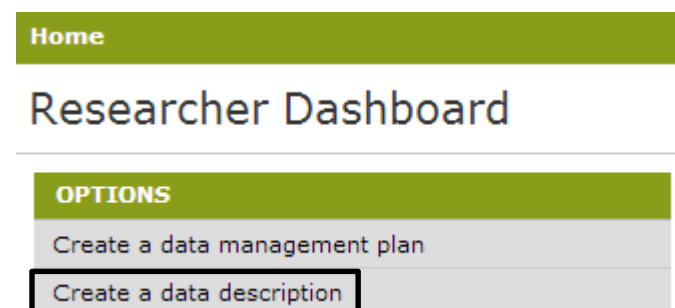 Home
Researcher Dashboard
OPTIONS
Create a data management plan
Create a data description